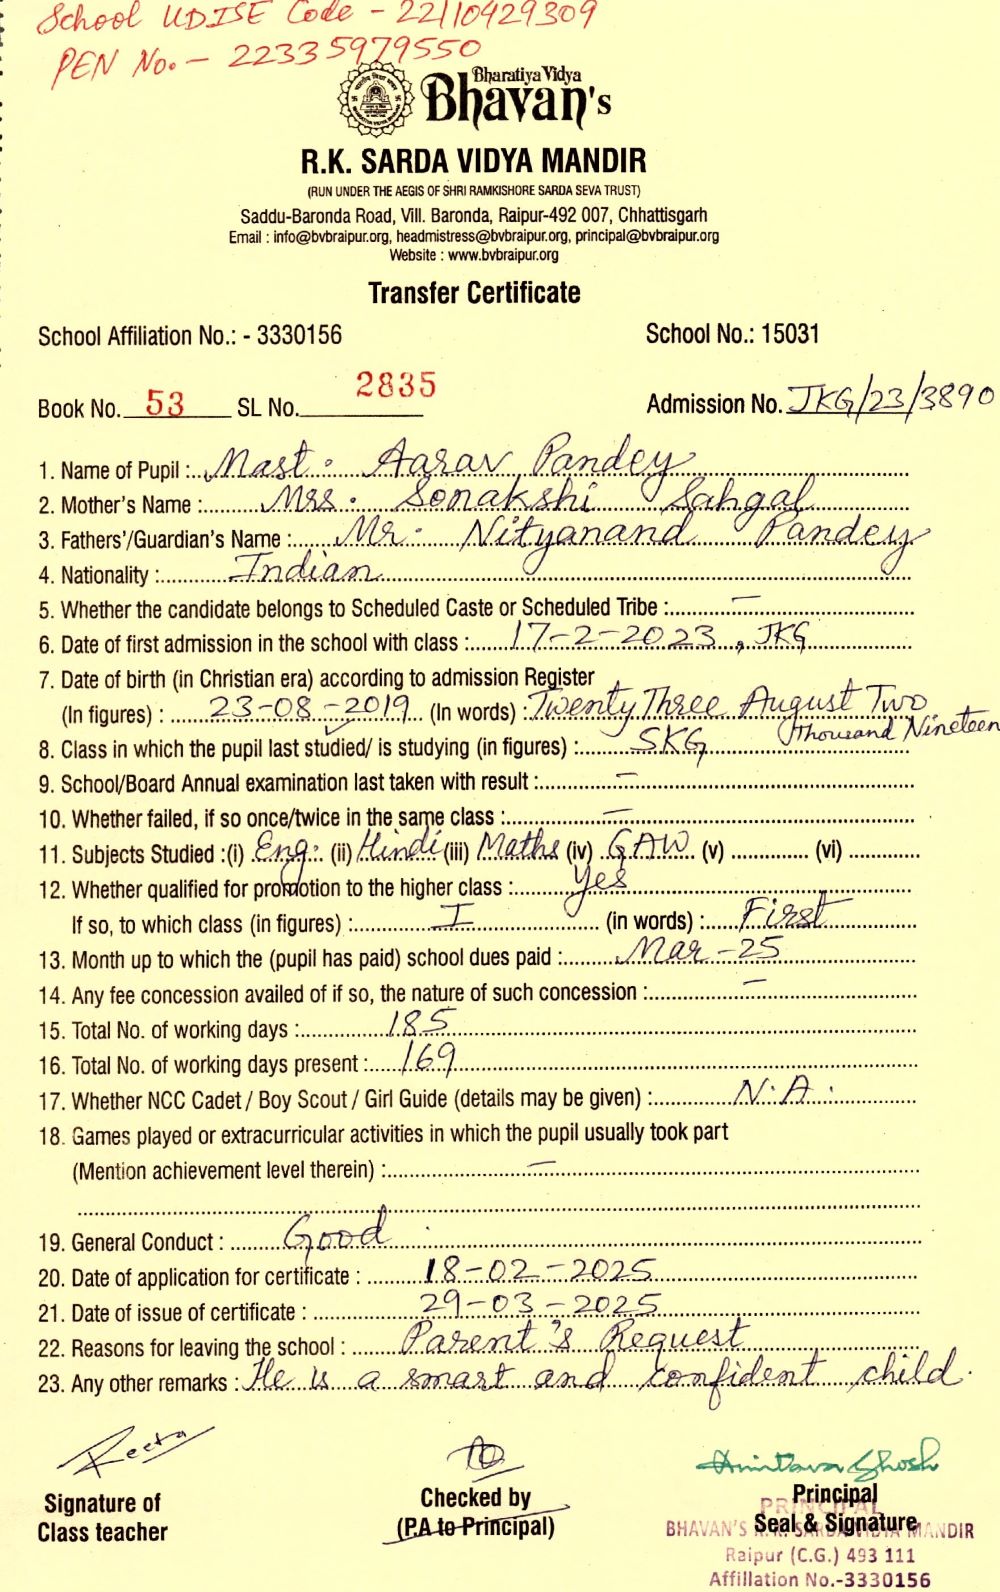 School UDISE Code - 22110429309
PEN No. - 22335979550
Bharatiya Vidya
Bhavan's
R.K. SARDA VIDYA MANDIR
(RUN UNDER THE AEGIS OF SHRI RAMKISHORE SARDA SEVA TRUST)
Saddu-Baronda Road, Vill. Baronda, Raipur-492 007, Chhattisgarh
Email : info@bvbraipur.org, headmistress@bvbraipur.org, principal@bvbraipur.org
Website : www.bvbraipur.org
Transfer Certificate
School Affiliation No.: - 3330156 School No.: 15031
Book No. 53 SL No. 2835 Admission No. JKG/23/3890
1. Name of Pupil : Mast. Aarav Pandey
2. Mother's Name : Mrs. Sonakshi Sahgal
3. Fathers'/Guardian's Name : Mr. Nityanand Pandey
4. Nationality : Indian
5. Whether the candidate belongs to Scheduled Caste or Scheduled Tribe : —
6. Date of first admission in the school with class : 17-2-2023, JKG
7. Date of birth (in Christian era) according to admission Register
(In figures) : 23-08-2019 (In words) : Twenty Three August Two
Thousand Nineteen
8. Class in which the pupil last studied/ is studying (in figures) : SKG
9. School/Board Annual examination last taken with result : —
10. Whether failed, if so once/twice in the same class : —
11. Subjects Studied :(i) Eng. (ii) Hindi (iii) Maths (iv) GAW (v) .............. (vi) ............
12. Whether qualified for promotion to the higher class : Yes
If so, to which class (in figures) : I (in words) : First
13. Month up to which the (pupil has paid) school dues paid : Mar-25
14. Any fee concession availed of if so, the nature of such concession : —
15. Total No. of working days : 185
16. Total No. of working days present : 169
17. Whether NCC Cadet / Boy Scout / Girl Guide (details may be given) : N.A.
18. Games played or extracurricular activities in which the pupil usually took part
(Mention achievement level therein) : —
19. General Conduct : Good
20. Date of application for certificate : 18-02-2025
21. Date of issue of certificate : 29-03-2025
22. Reasons for leaving the school : Parent's Request
23. Any other remarks : He is a smart and confident child.
Reeta
Amitava Ghosh
Signature of Class teacher
Checked by (P.A to Principal)
Principal
Seal & Signature
PRINCIPAL
BHAVAN'S R.K. SARDA VIDYA MANDIR
Raipur (C.G.) 493 111
Affillation No.-3330156